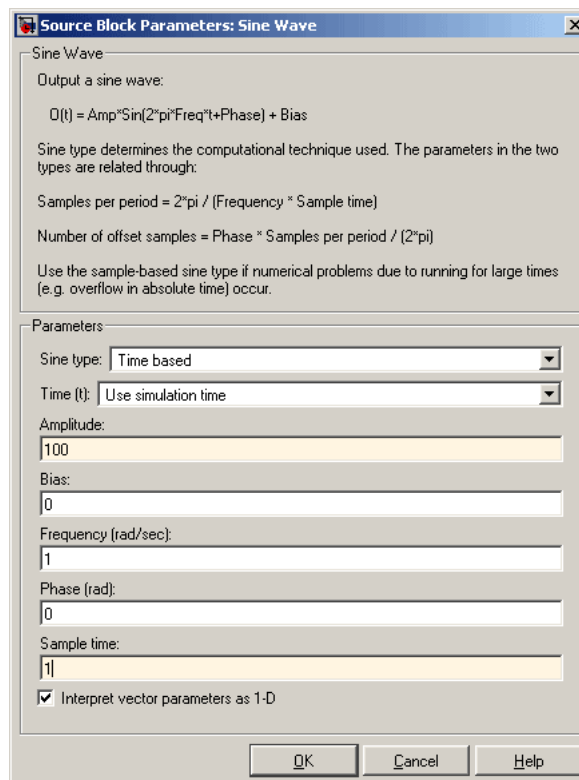 Source Block Parameters: Sine Wave
Sine Wave
Output a sine wave:
O(t) = Amp*Sin(2*pi*Freq*t+Phase) + Bias
Sine type determines the computational technique used. The parameters in the two
types are related through:
Samples per period = 2*pi / (Frequency * Sample time)
Number of offset samples = Phase * Samples per period / (2*pi)
Use the sample-based sine type if numerical problems due to running for large times
(e.g. overflow in absolute time) occur.
Parameters
Sine type: Time based
Time (t): Use simulation time
Amplitude:
100
Bias:
0
Frequency (rad/sec):
1
Phase (rad):
0
Sample time:
1
Interpret vector parameters as 1-D
OK Cancel Help